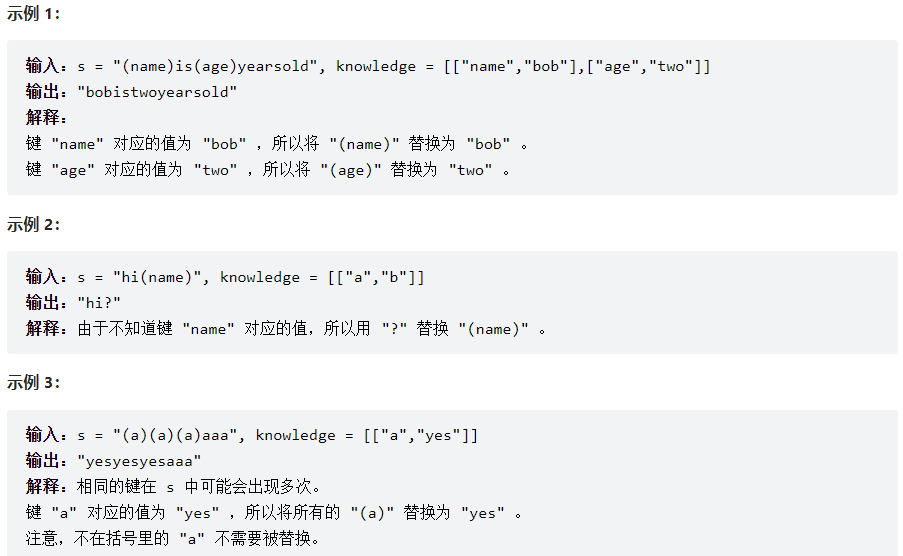 示例 1：
输入：s = "(name)is(age)yearsold", knowledge = [["name","bob"],["age","two"]]
输出："bobistwoyearsold"
解释：
键 "name" 对应的值为 "bob" ，所以将 "(name)" 替换为 "bob" 。
键 "age" 对应的值为 "two" ，所以将 "(age)" 替换为 "two" 。
示例 2：
输入：s = "hi(name)", knowledge = [["a","b"]]
输出："hi?"
解释：由于不知道键 "name" 对应的值，所以用 "?" 替换 "(name)" 。
示例 3：
输入：s = "(a)(a)(a)aaa", knowledge = [["a","yes"]]
输出："yesyesyesaaa"
解释：相同的键在 s 中可能会出现多次。
键 "a" 对应的值为 "yes" ，所以将所有的 "(a)" 替换为 "yes" 。
注意，不在括号里的 "a" 不需要被替换。